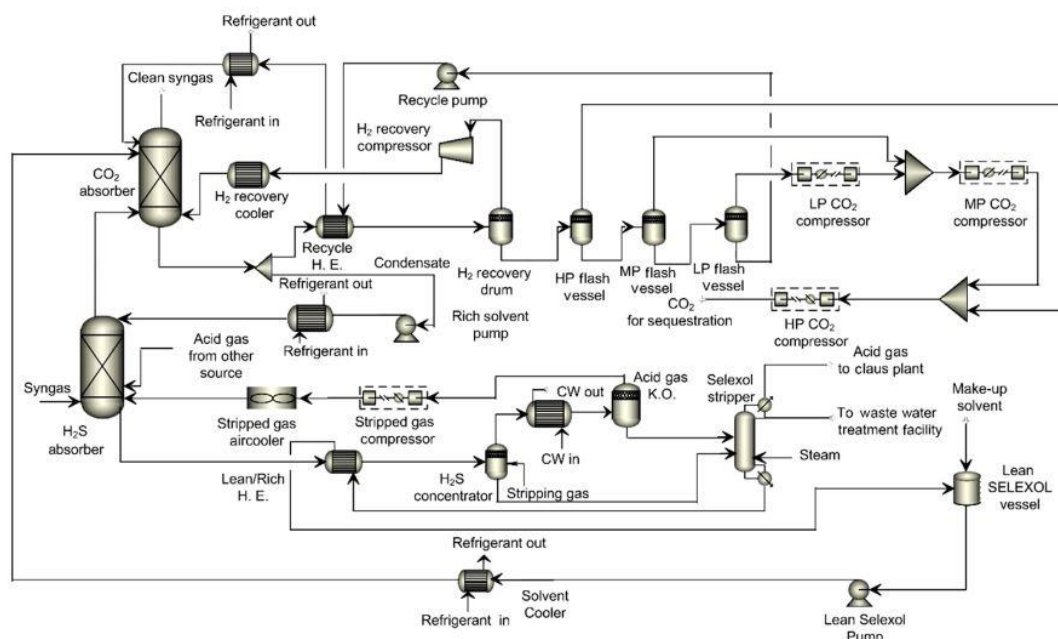 Refrigerant out
Clean syngas
Refrigerant in
Recycle pump
H₂ recovery
compressor
CO₂
absorber
H₂ recovery
cooler
Recycle
H. E.
H₂ recovery
drum
HP flash
vessel
MP flash
vessel
LP flash
vessel
LP CO₂
compressor
MP CO₂
compressor
Condensate
Refrigerant out
Rich solvent
pump
Refrigerant in
CO₂
for sequestration
HP CO₂
compressor
Acid gas
from other
source
Syngas
H₂S
absorber
Stripped gas
aircooler
Stripped gas
compressor
CW out
CW in
Acid gas
K.O.
Selexol
stripper
Acid gas
to claus plant
To waste water
treatment facility
Steam
Make-up
solvent
Lean/Rich
H. E.
H₂S
concentrator
Stripping gas
Lean
SELEXOL
vessel
Refrigerant out
Refrigerant in
Solvent
Cooler
Lean Selexol
Pump